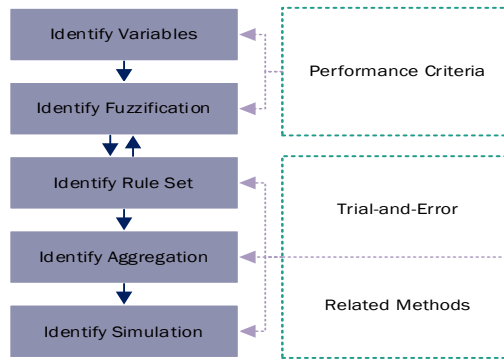 Identify Variables
Identify Fuzzification
Identify Rule Set
Identify Aggregation
Identify Simulation
Performance Criteria
Trial-and-Error
Related Methods